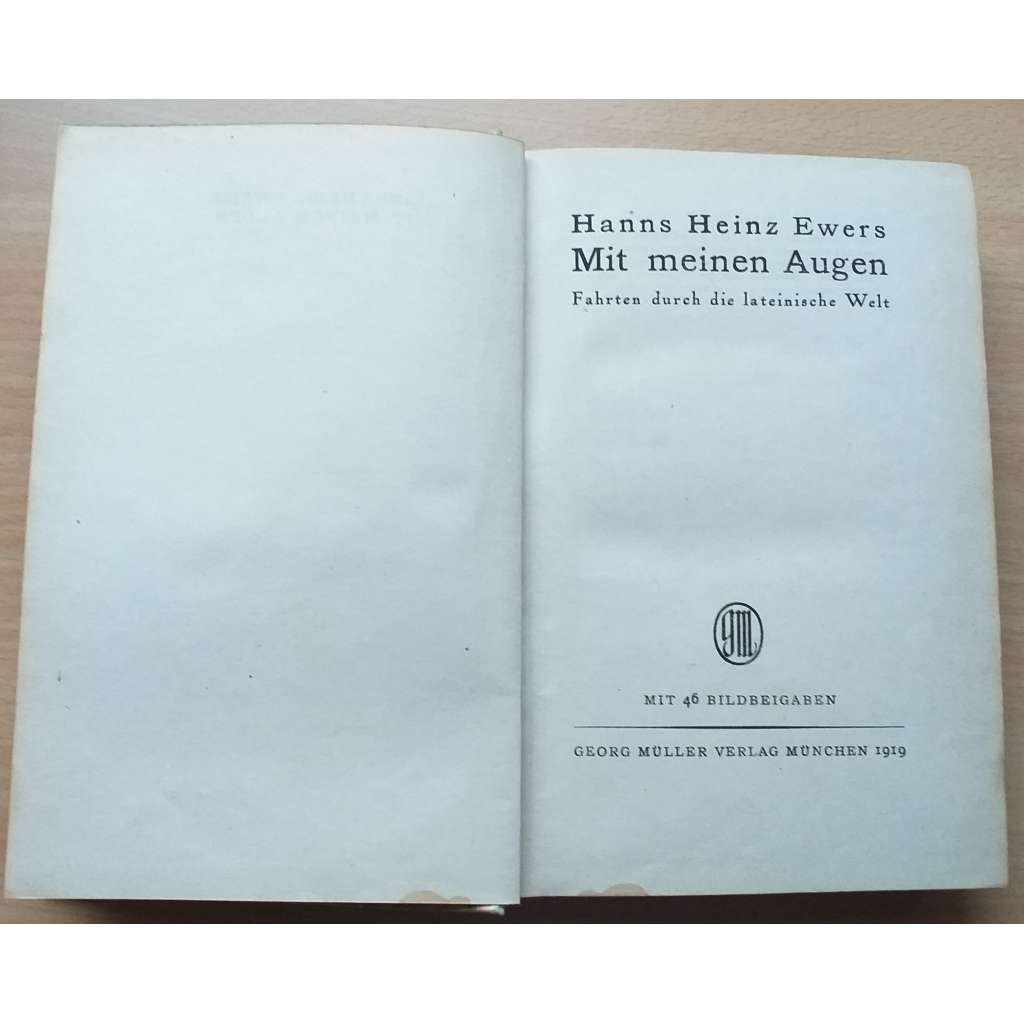 Hanns Heinz Ewers
Mit meinen Augen
Fahrten durch die lateinische Welt
GM
MIT 46 BILDBEIGABEN
GEORG MÜLLER VERLAG MÜNCHEN 1919